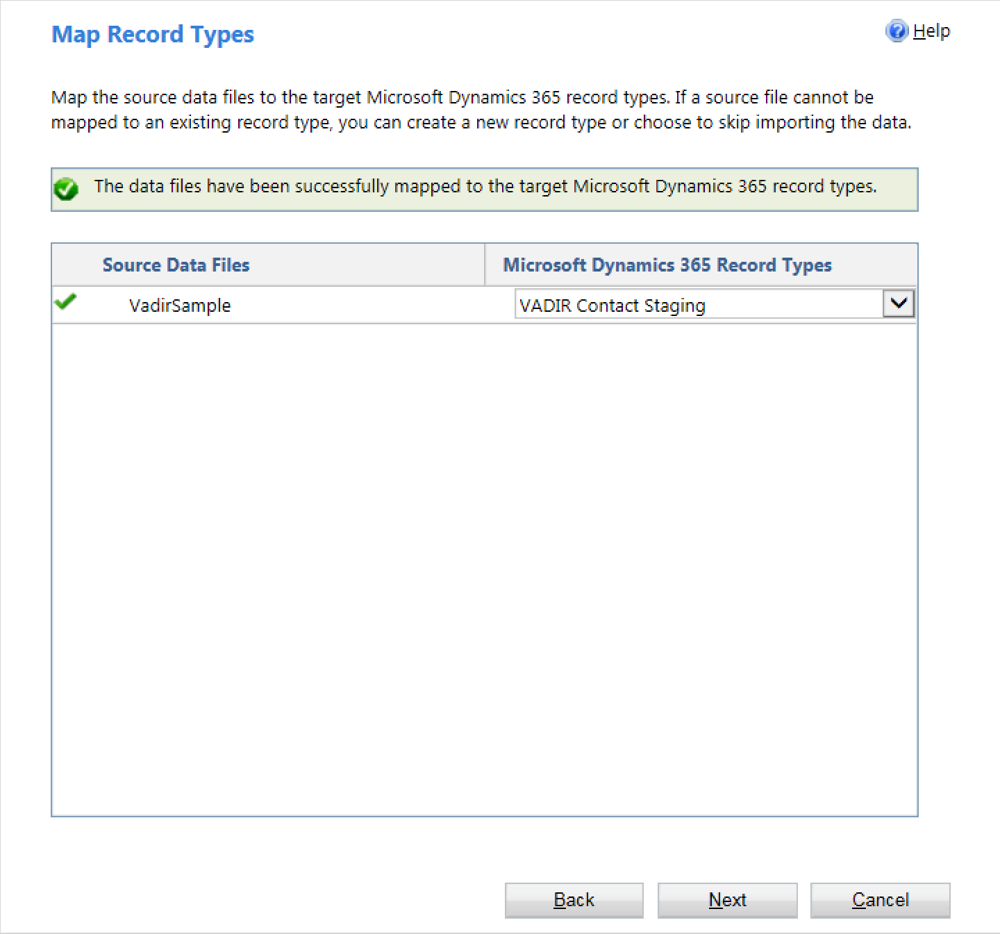 Map Record Types
Help
Map the source data files to the target Microsoft Dynamics 365 record types. If a source file cannot be
mapped to an existing record type, you can create a new record type or choose to skip importing the data.
The data files have been successfully mapped to the target Microsoft Dynamics 365 record types.
Source Data Files
Microsoft Dynamics 365 Record Types
VadirSample
VADIR Contact Staging
Back
Next
Cancel